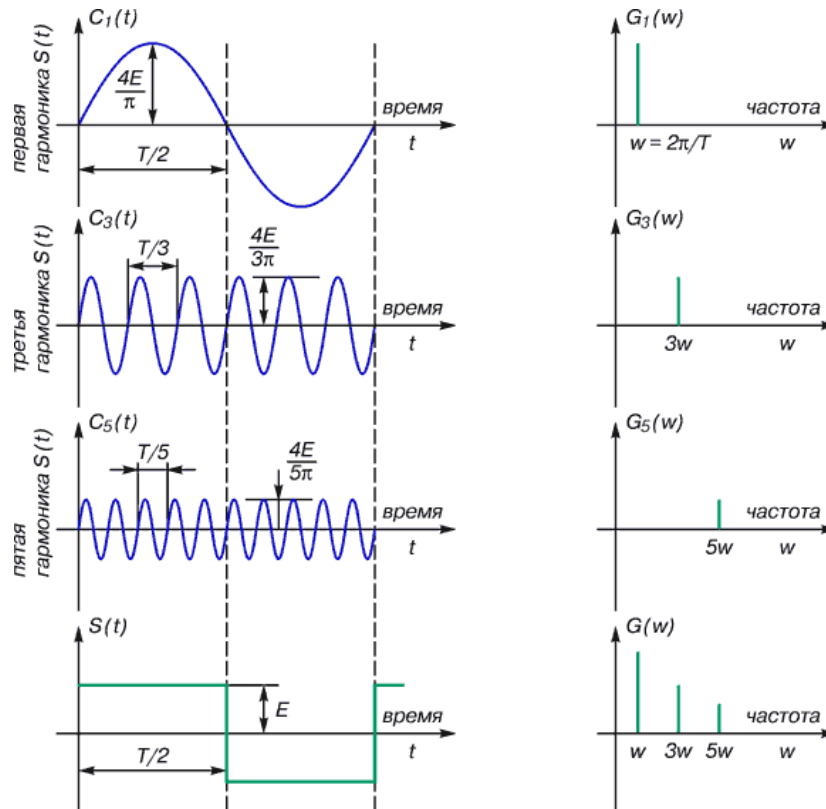 C₁(t)
G₁(w)
первая
гармоника S(t)
4E
π
время
t
T/2
частота
w
w = 2π/T
C₃(t)
G₃(w)
третья
гармоника S(t)
T/3
4E
3π
время
t
частота
3w
w
C₅(t)
G₅(w)
пятая
гармоника S(t)
T/5
4E
5π
время
t
частота
5w
w
S(t)
G(w)
E
время
t
T/2
частота
w
3w
5w
w